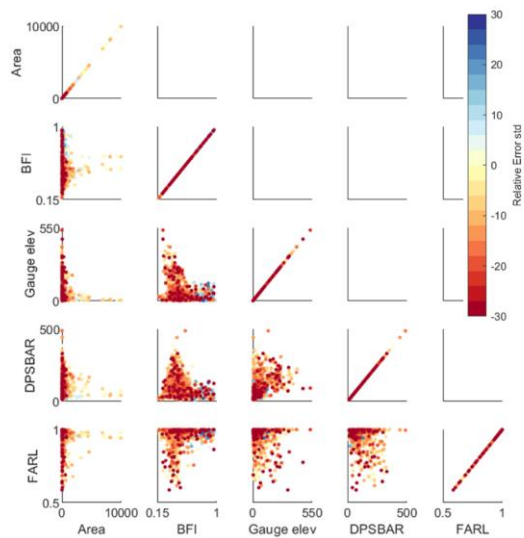 10000
Area
0
1
BFI
0.15
550
Gauge elev
0
500
DPSBAR
0
1
FARL
0.5
0 10000
Area
0.15 1
BFI
0 550
Gauge elev
0 500
DPSBAR
0.5 1
FARL
30
20
10
0
-10
-20
-30
Relative Error std